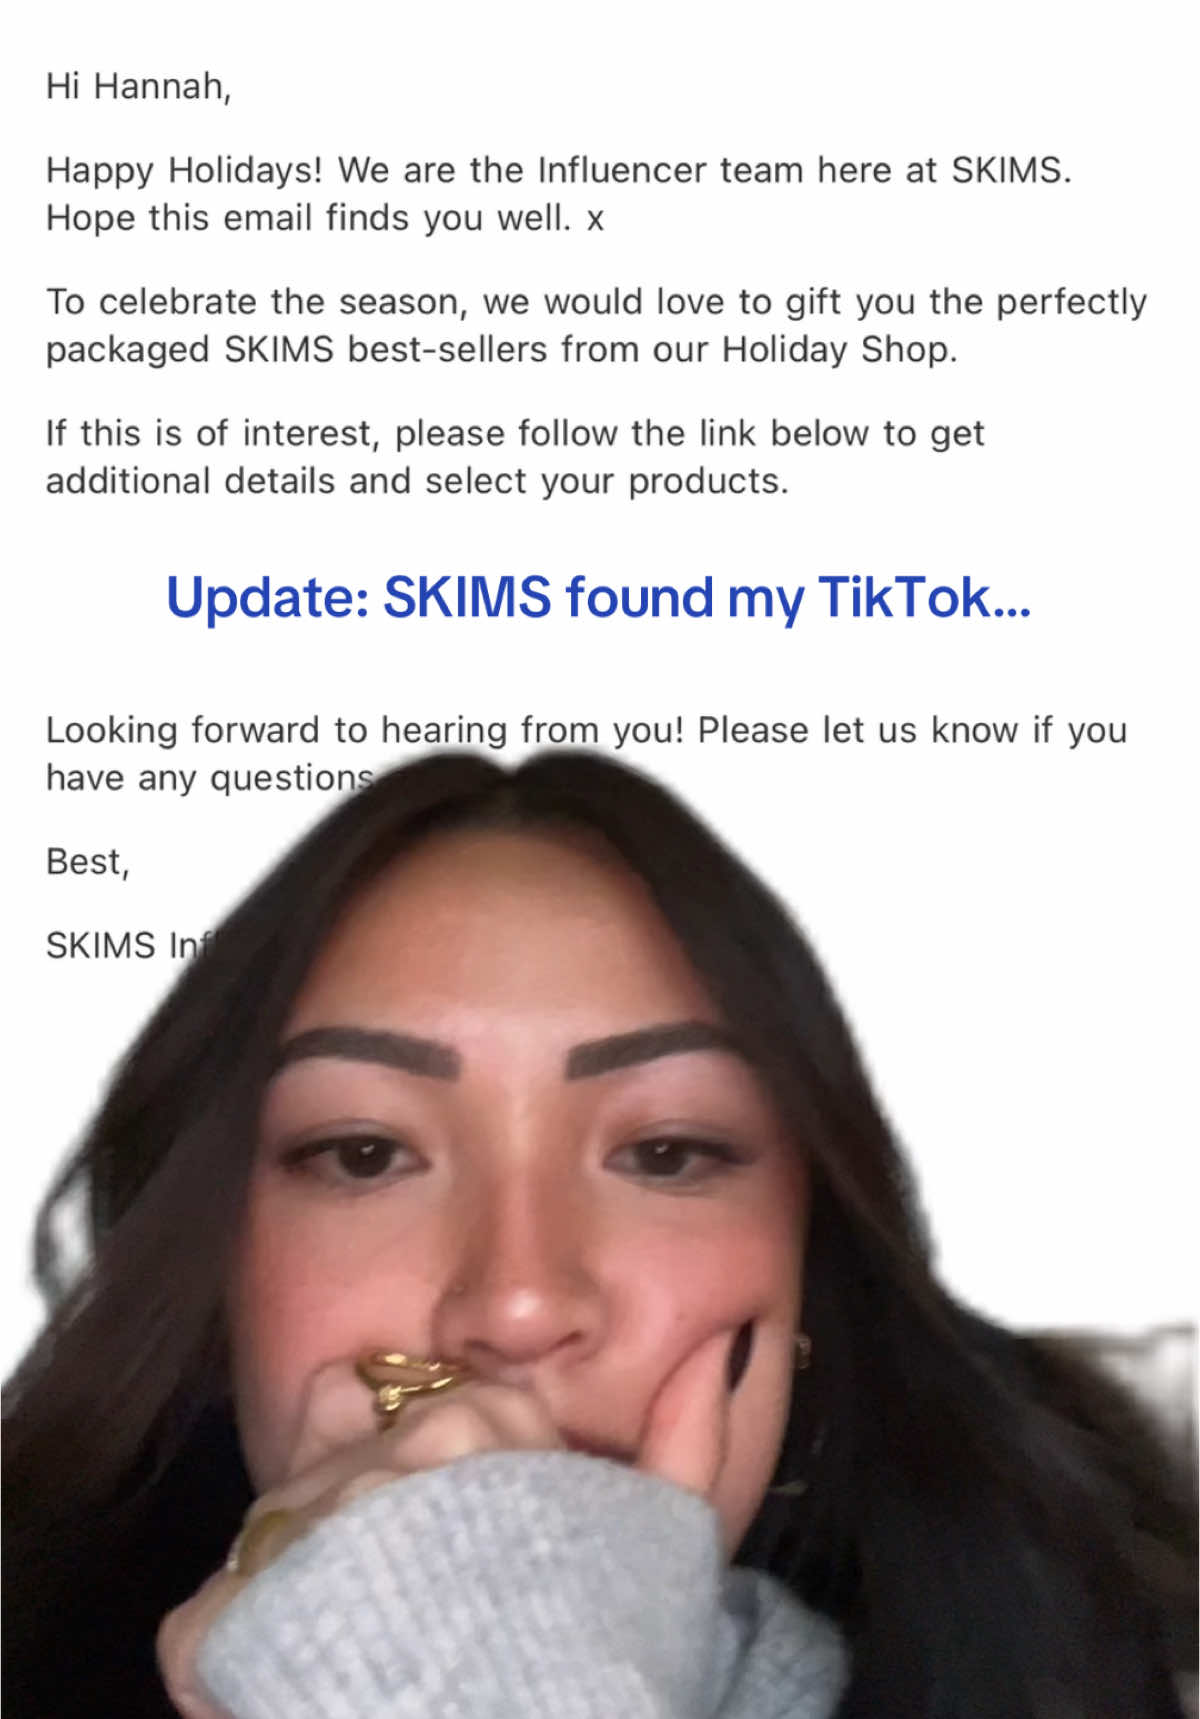 Hi Hannah,
Happy Holidays! We are the Influencer team here at SKIMS.
Hope this email finds you well. x
To celebrate the season, we would love to gift you the perfectly
packaged SKIMS best-sellers from our Holiday Shop.
If this is of interest, please follow the link below to get
additional details and select your products.
Update: SKIMS found my TikTok...
Looking forward to hearing from you! Please let us know if you
have any questions
Best,
SKIMS Inf